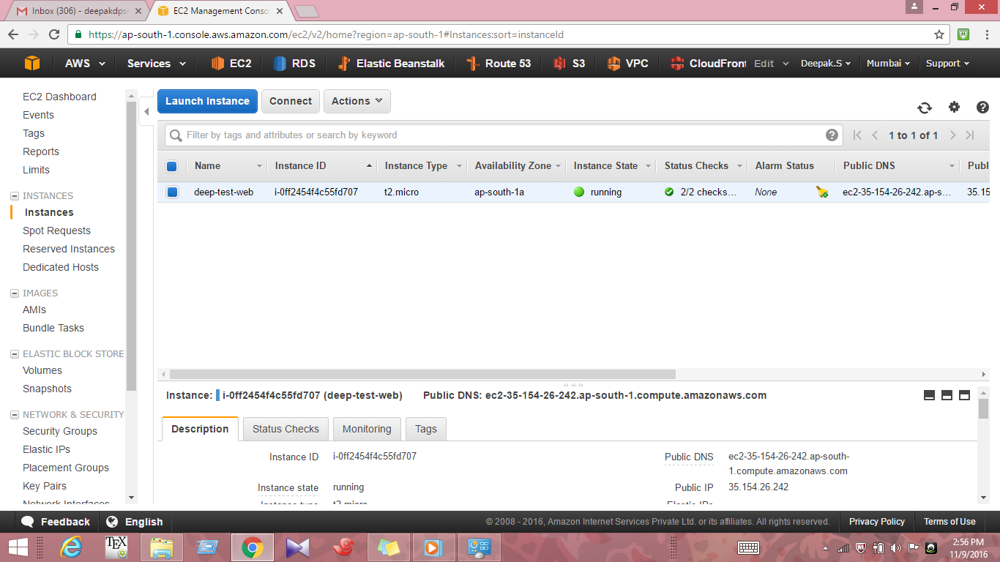 Inbox (306) - deepakdps
EC2 Management Conso
https://ap-south-1.console.aws.amazon.com/ec2/v2/home?region=ap-south-1#Instances:sort=instanceId
AWS Services EC2 RDS Elastic Beanstalk Route 53 S3 VPC CloudFront Edit Deepak.S Mumbai Support
EC2 Dashboard
Events
Tags
Reports
Limits
INSTANCES
Instances
Spot Requests
Reserved Instances
Dedicated Hosts
IMAGES
AMIs
Bundle Tasks
ELASTIC BLOCK STORE
Volumes
Snapshots
NETWORK & SECURITY
Security Groups
Elastic IPs
Placement Groups
Key Pairs
Network Interfaces
Launch Instance Connect Actions
Filter by tags and attributes or search by keyword
1 to 1 of 1
Name Instance ID Instance Type Availability Zone Instance State Status Checks Alarm Status Public DNS Publ
deep-test-web i-0ff2454f4c55fd707 t2.micro ap-south-1a running 2/2 checks... None ec2-35-154-26-242.ap-s... 35.15
Instance: i-0ff2454f4c55fd707 (deep-test-web) Public DNS: ec2-35-154-26-242.ap-south-1.compute.amazonaws.com
Description Status Checks Monitoring Tags
Instance ID i-0ff2454f4c55fd707
Public DNS ec2-35-154-26-242.ap-south-
1.compute.amazonaws.com
Instance state running
Public IP 35.154.26.242
Instance type t2.micro
Elastic IPs
Feedback English
© 2008 - 2016, Amazon Internet Services Private Ltd. or its affiliates. All rights reserved. Privacy Policy Terms of Use
TEX
2:56 PM
11/9/2016